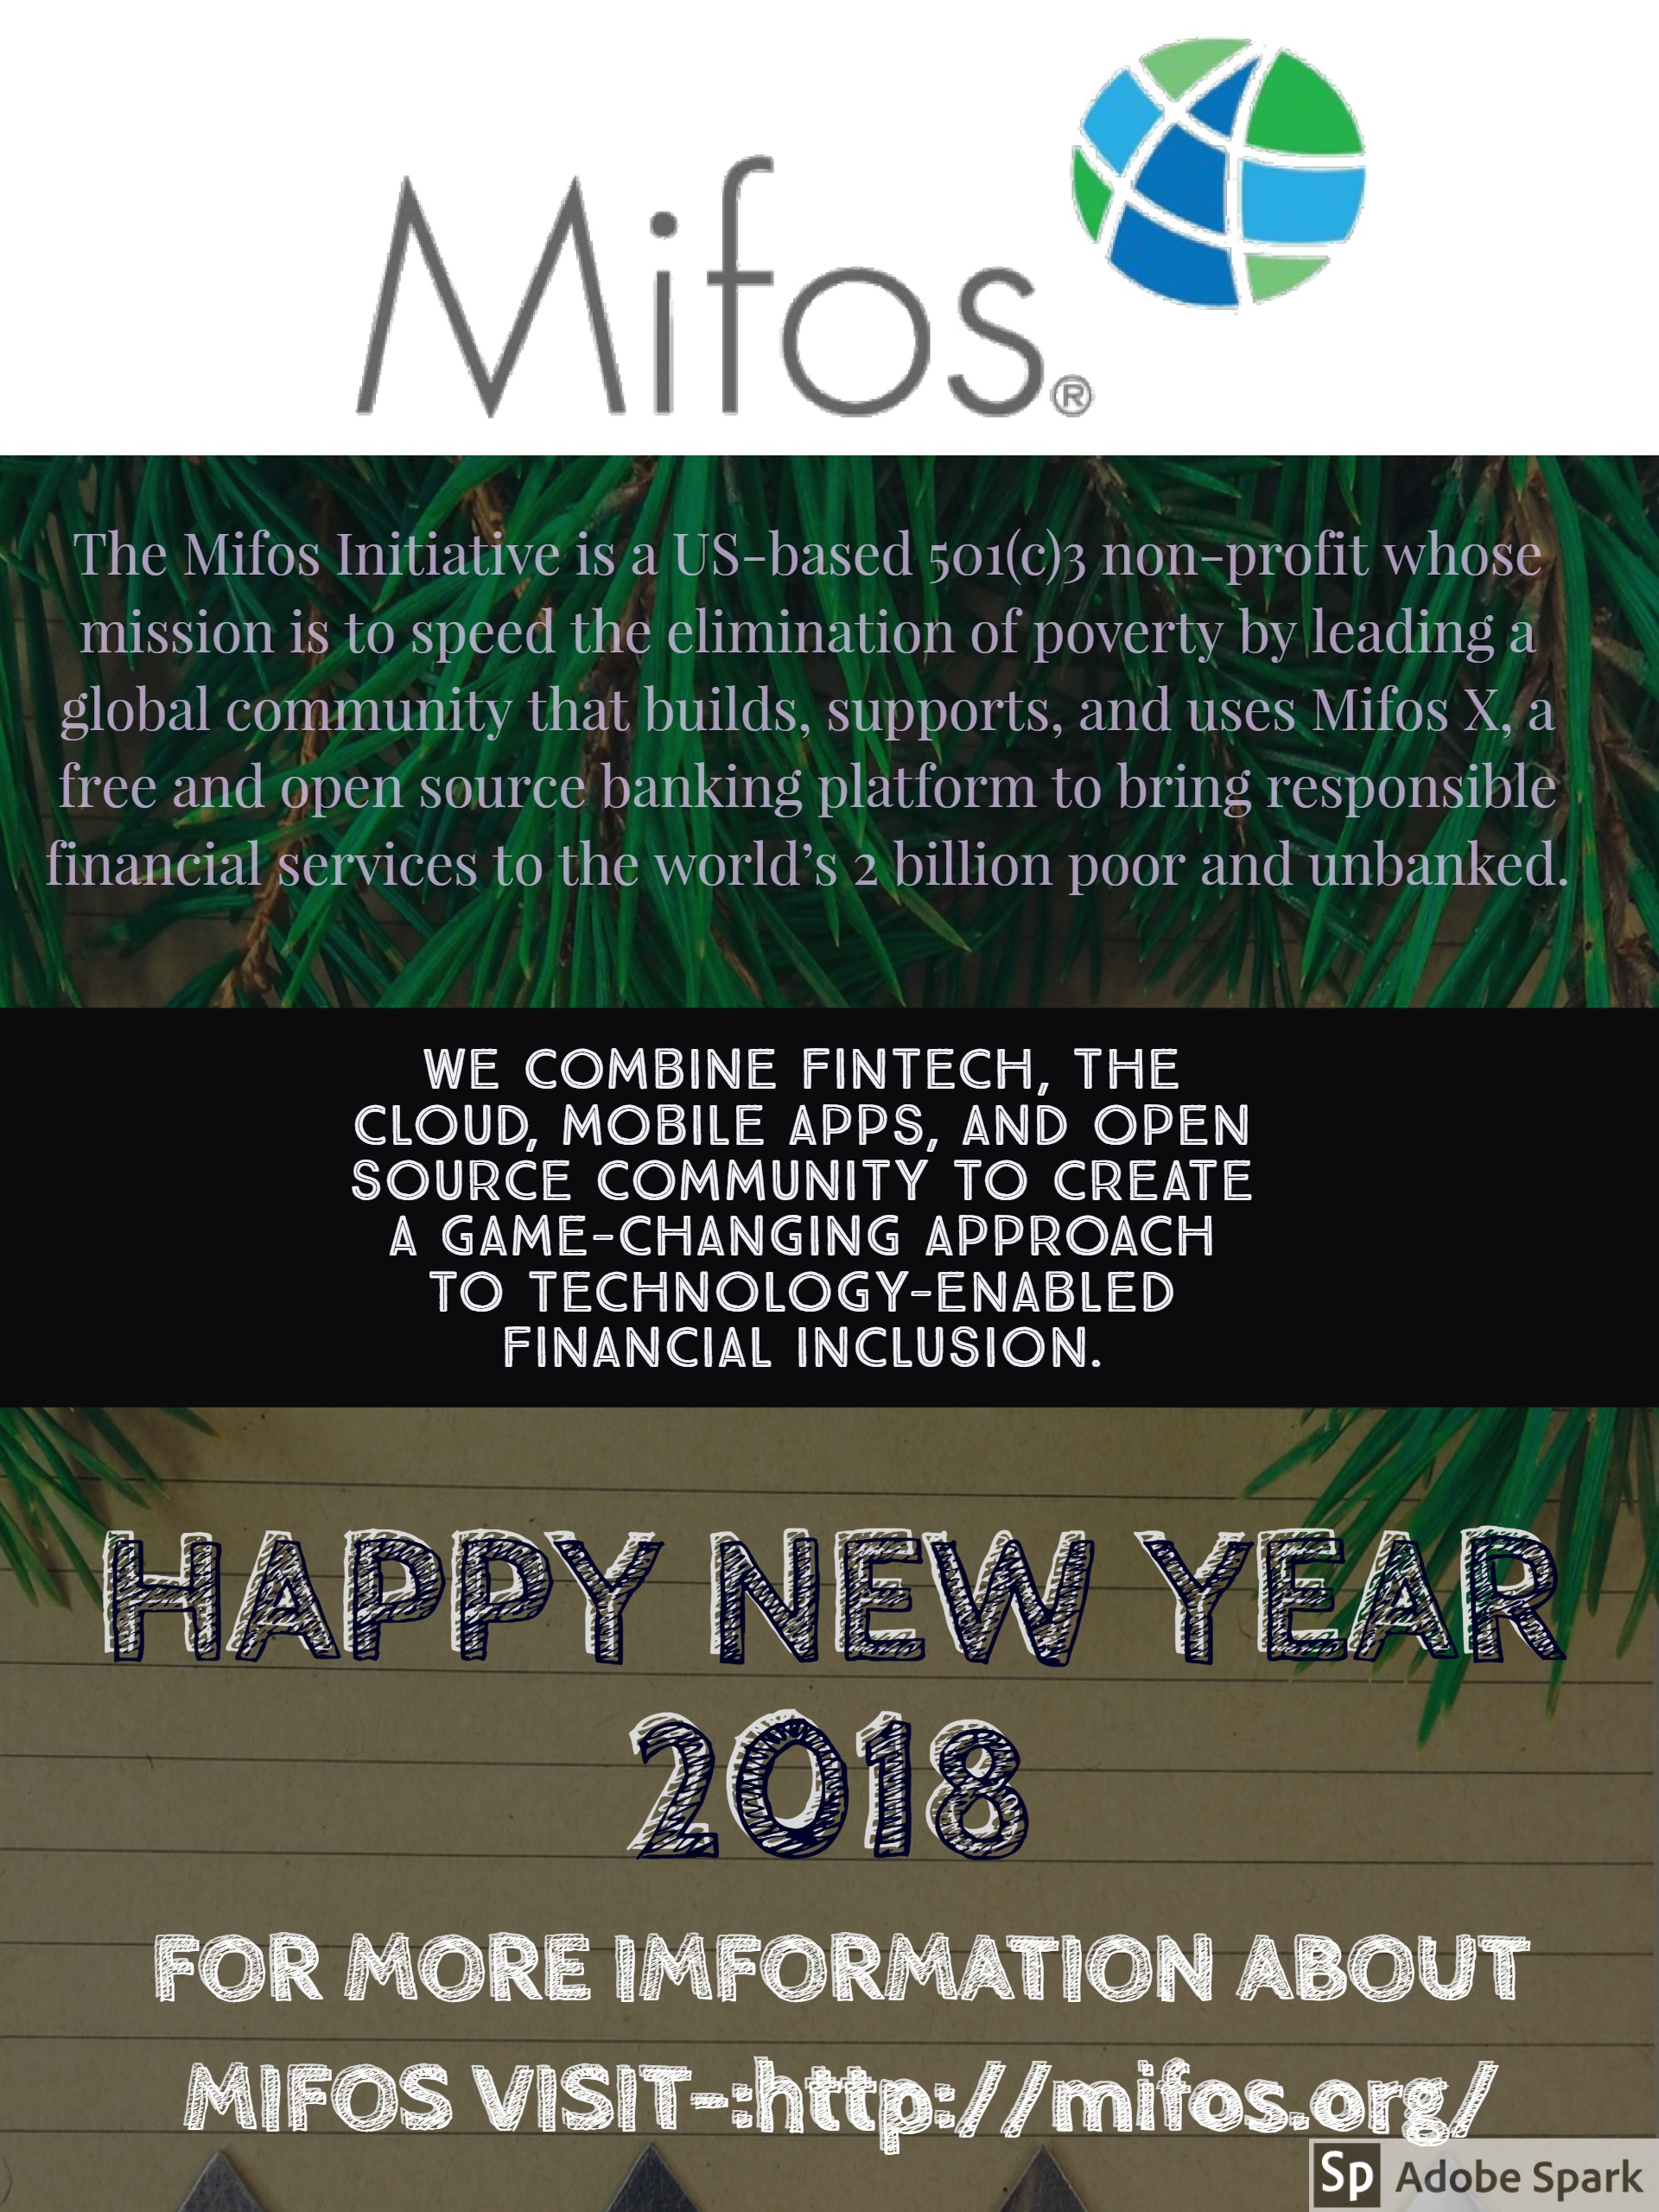 Mifos®
The Mifos Initiative is a US-based 501(c)3 non-profit whose
mission is to speed the elimination of poverty by leading a
global community that builds, supports, and uses Mifos X, a
free and open source banking platform to bring responsible
financial services to the world’s 2 billion poor and unbanked.
WE COMBINE FINTECH, THE
CLOUD, MOBILE APPS, AND OPEN
SOURCE COMMUNITY TO CREATE
A GAME-CHANGING APPROACH
TO TECHNOLOGY-ENABLED
FINANCIAL INCLUSION.
HAPPY NEW YEAR
2018
FOR MORE IMFORMATION ABOUT
MIFOS VISIT-:http://mifos.org/
Sp Adobe Spark